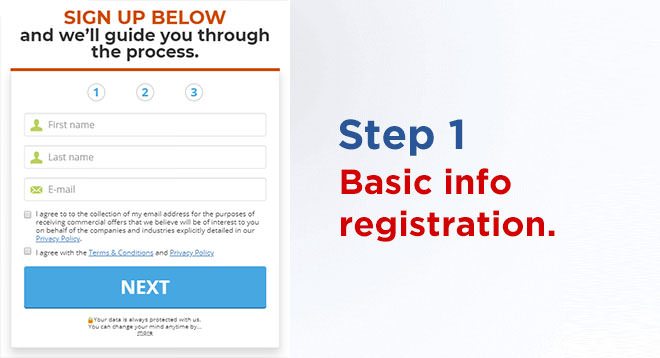 SIGN UP BELOW
and we'll guide you through
the process.
1 2 3
First name
Last name
E-mail
I agree to to the collection of my email address for the purposes of
receiving commercial offers that we believe will be of interest to you
on behalf of the companies and industries explicitly detailed in our
Privacy Policy.
I agree with the Terms & Conditions and Privacy Policy
NEXT
Your data is always protected with us.
You can change your mind anytime by...
more
Step 1
Basic info
registration.